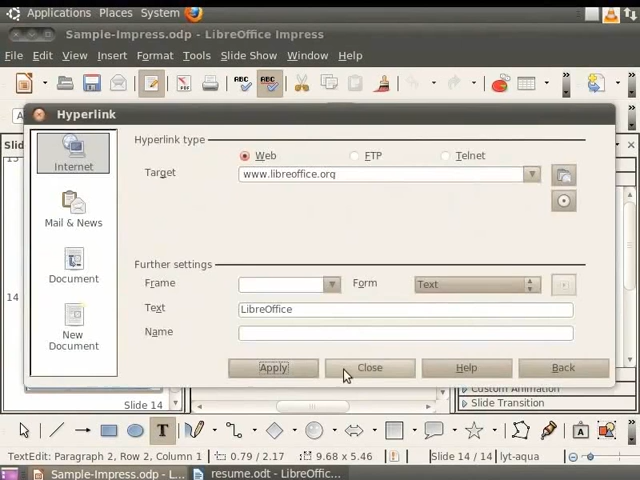 Applications Places System
Sample-Impress.odp - LibreOffice Impress
File Edit View Insert Format Tools Slide Show Window Help
ABC ABC
Hyperlink
Internet
Mail & News
Document
New Document
Hyperlink type
Web FTP Telnet
Target www.libreoffice.org
Further settings
Frame Form Text
Text LibreOffice
Name
Apply Close Help Back
14
Slide 14
Custom Animation
Slide Transition
T
TextEdit: Paragraph 2, Row 2, Column 1 0.79 / 2.17 9.68 x 5.46 Slide 14 / 14 lyt-aqua
Sample-Impress.odp - L... resume.odt - LibreOffic...